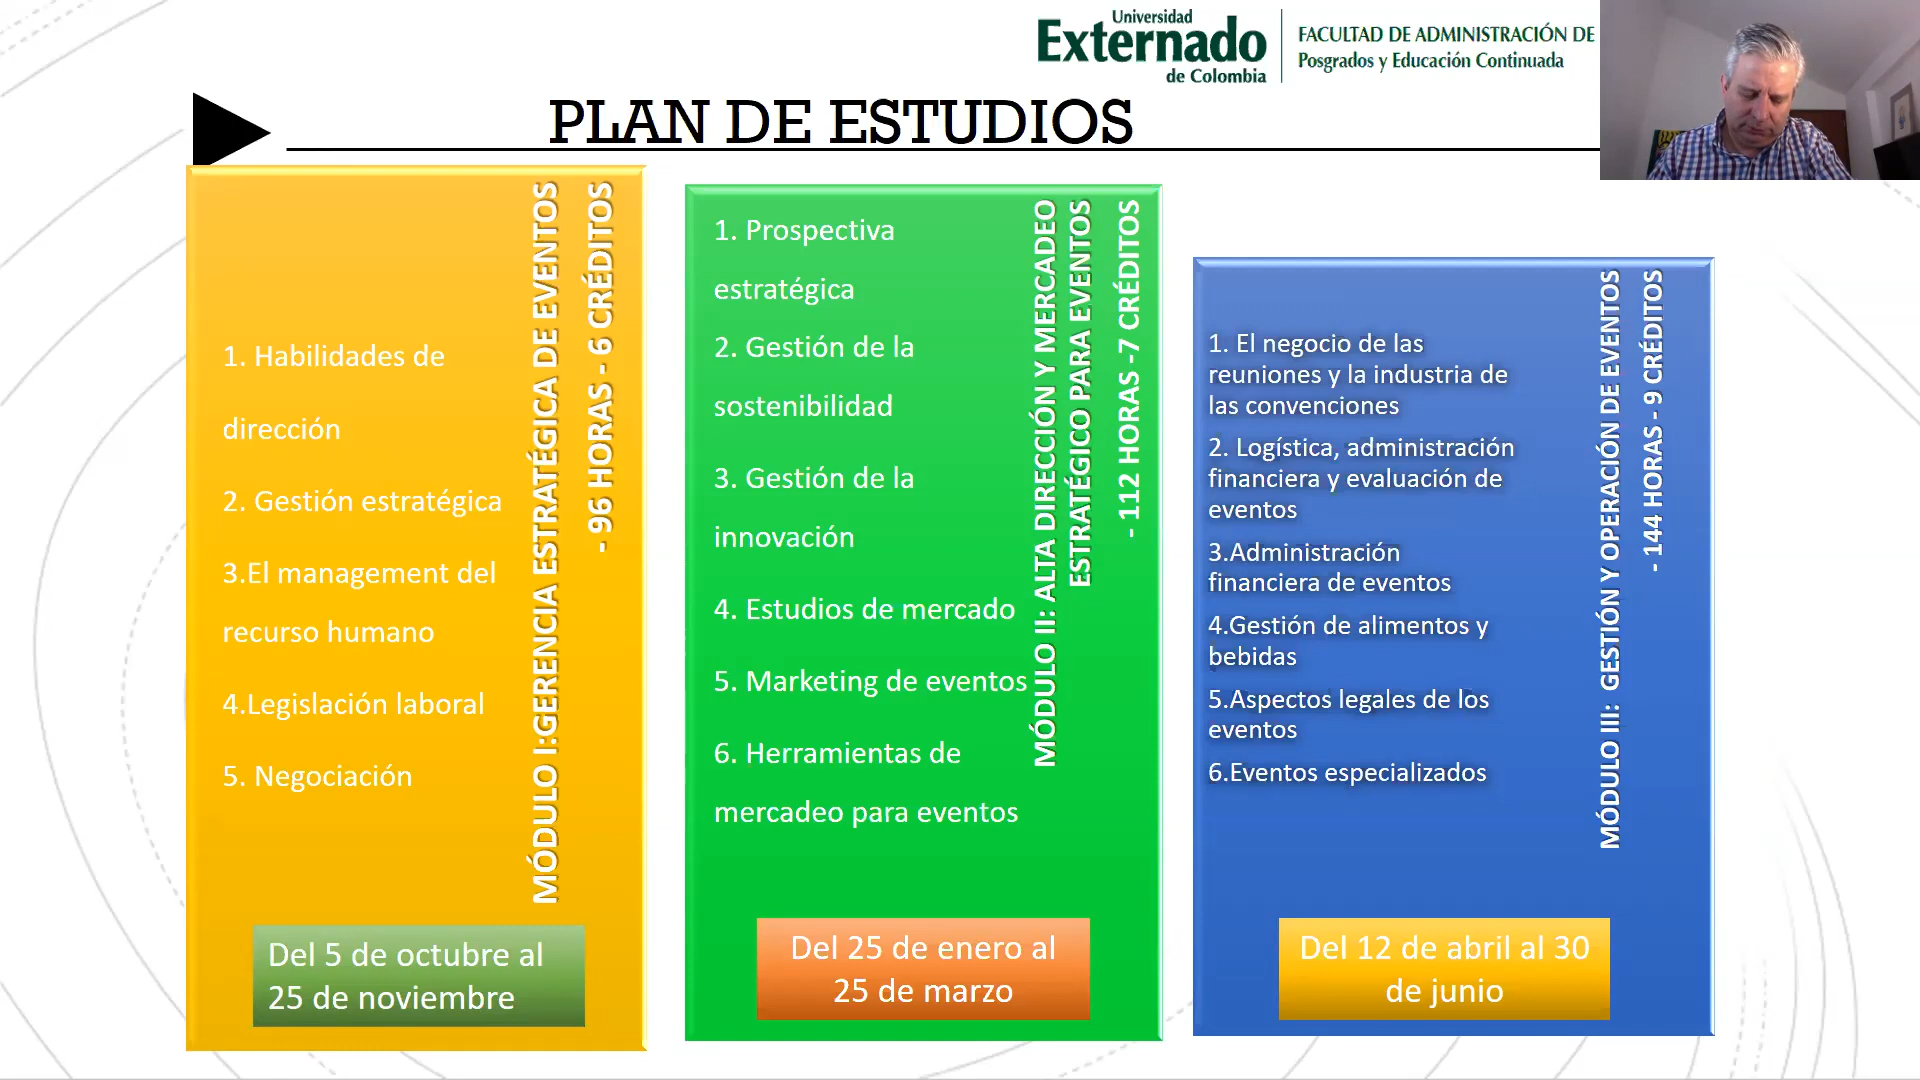 Universidad
Externado
de Colombia
FACULTAD DE ADMINISTRACIÓN DE
Posgrados y Educación Continuada
PLAN DE ESTUDIOS
1. Habilidades de
dirección
2. Gestión estratégica
3.El management del
recurso humano
4.Legislación laboral
5. Negociación
MÓDULO I:GERENCIA ESTRATÉGICA DE EVENTOS
- 96 HORAS - 6 CRÉDITOS
Del 5 de octubre al
25 de noviembre
1. Prospectiva
estratégica
2. Gestión de la
sostenibilidad
3. Gestión de la
innovación
4. Estudios de mercado
5. Marketing de eventos
6. Herramientas de
mercadeo para eventos
MÓDULO II: ALTA DIRECCIÓN Y MERCADEO
ESTRATÉGICO PARA EVENTOS
- 112 HORAS -7 CRÉDITOS
Del 25 de enero al
25 de marzo
1. El negocio de las
reuniones y la industria de
las convenciones
2. Logística, administración
financiera y evaluación de
eventos
3.Administración
financiera de eventos
4.Gestión de alimentos y
bebidas
5.Aspectos legales de los
eventos
6.Eventos especializados
MÓDULO III: GESTIÓN Y OPERACIÓN DE EVENTOS
- 144 HORAS - 9 CRÉDITOS
Del 12 de abril al 30
de junio